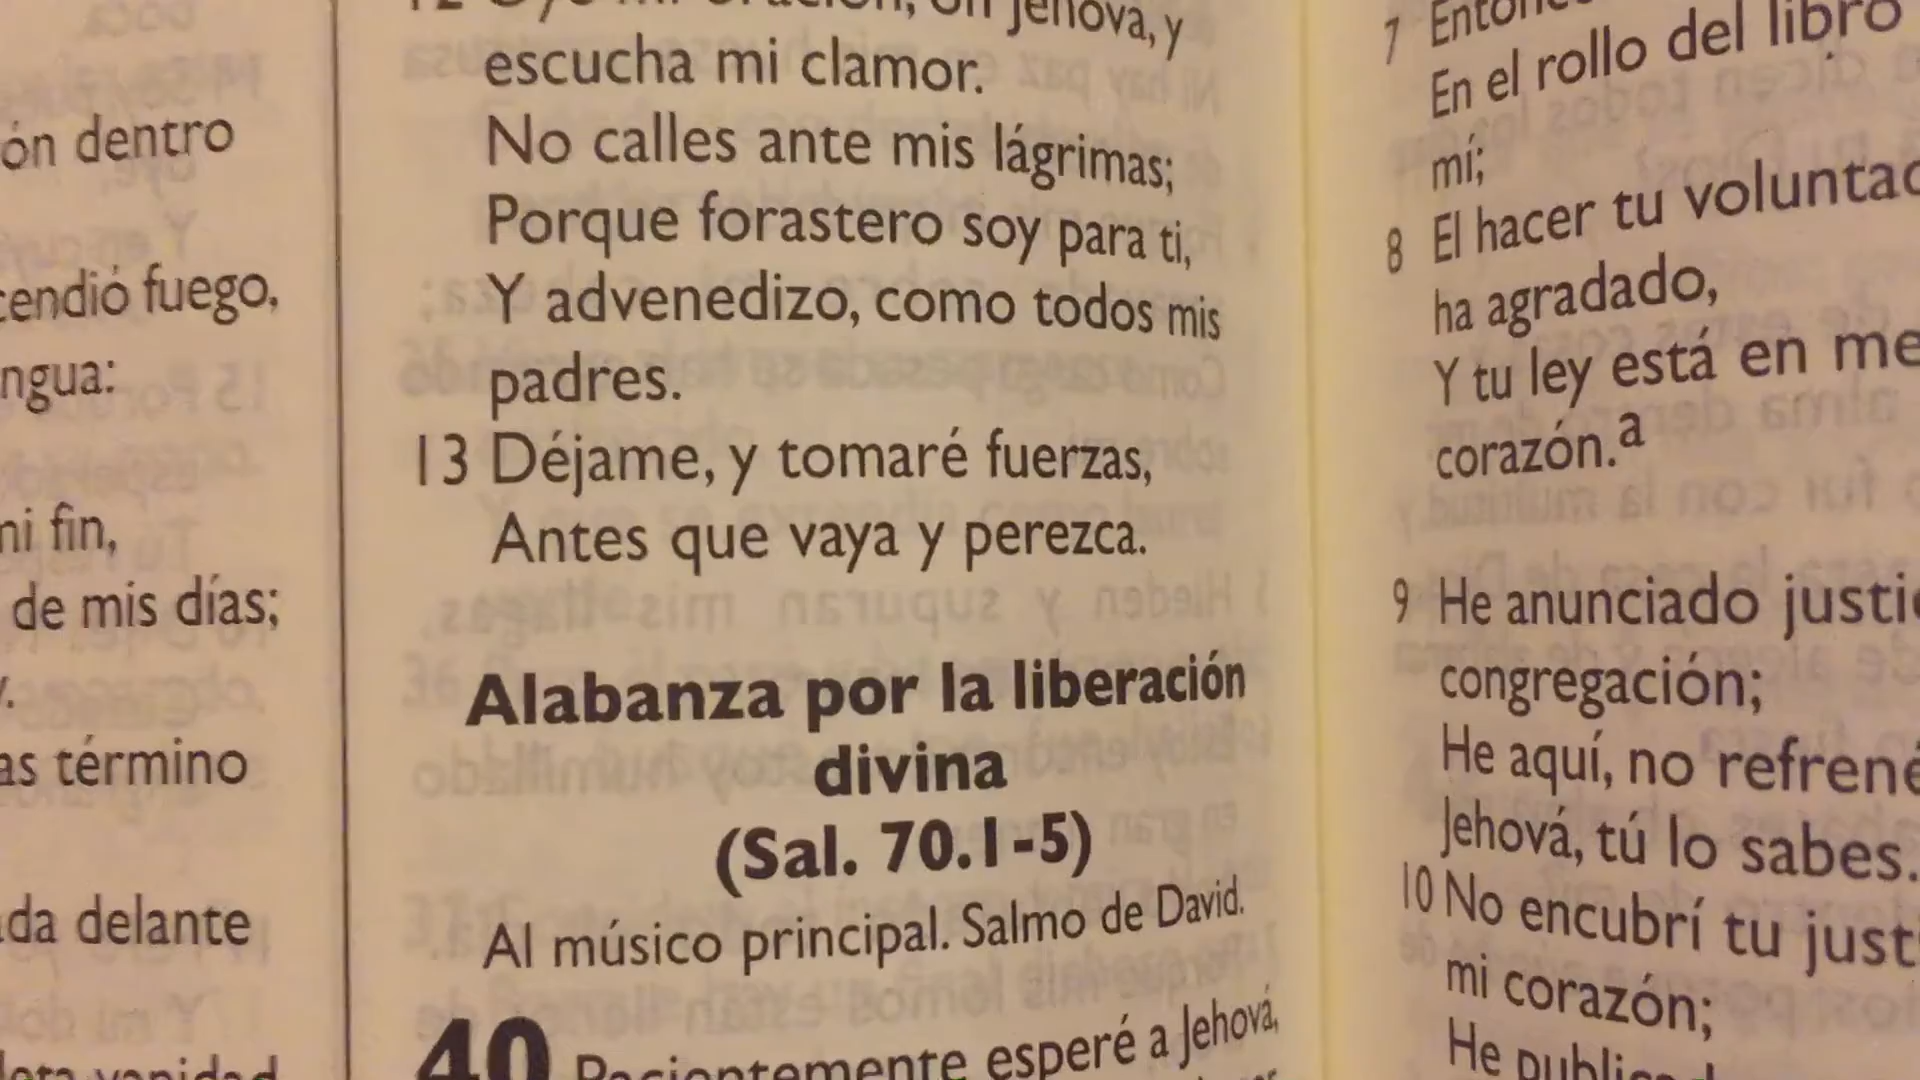 ón dentro
cendió fuego,
ngua:
mi fin,
de mis días;
y.
as término
da delante
escucha mi clamor.
No calles ante mis lágrimas;
Porque forastero soy para ti,
Y advenedizo, como todos mis
padres.
13 Déjame, y tomaré fuerzas,
Antes que vaya y perezca.
Alabanza por la liberación
divina
(Sal. 70.1-5)
Al músico principal. Salmo de David.
40 Pacientemente esperé a Jehová,
7
En el rollo del libro
mí;
8 El hacer tu voluntad
ha agradado,
Y tu ley está en me
corazón.a
9 He anunciado justic
congregación;
He aquí, no refrené
Jehová, tú lo sabes.
10 No encubrí tu just
mi corazón;
He